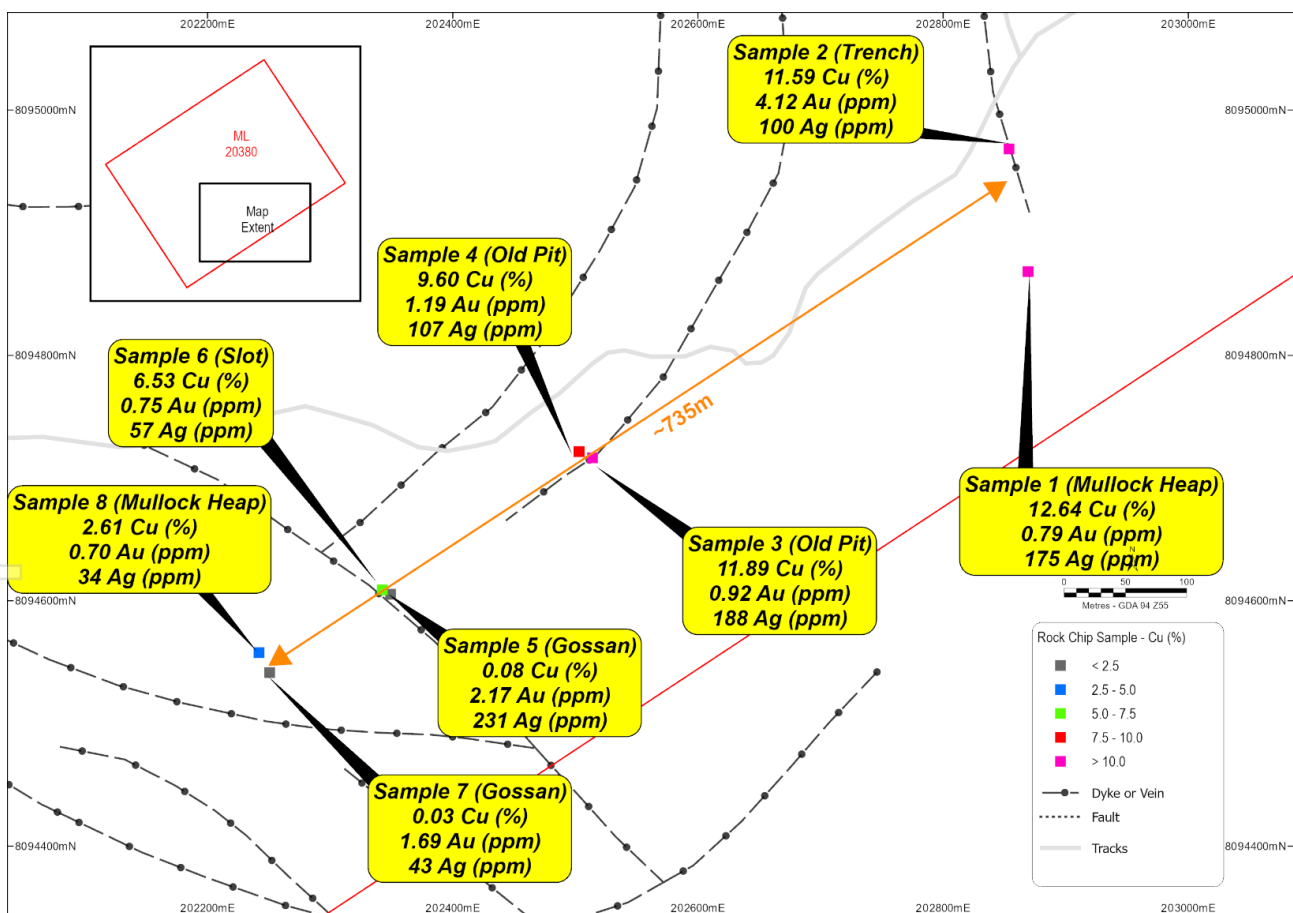 202200mE
202400mE
202600mE
202800mE
203000mE
8095000mN
8095000mN
8094800mN
8094800mN
8094600mN
8094600mN
8094400mN
8094400mN
ML
20380
Map
Extent
Sample 2 (Trench)
11.59 Cu (%)
4.12 Au (ppm)
100 Ag (ppm)
Sample 4 (Old Pit)
9.60 Cu (%)
1.19 Au (ppm)
107 Ag (ppm)
Sample 6 (Slot)
6.53 Cu (%)
0.75 Au (ppm)
57 Ag (ppm)
~735m
Sample 8 (Mullock Heap)
2.61 Cu (%)
0.70 Au (ppm)
34 Ag (ppm)
Sample 1 (Mullock Heap)
12.64 Cu (%)
0.79 Au (ppm)
175 Ag (ppm)
Sample 3 (Old Pit)
11.89 Cu (%)
0.92 Au (ppm)
188 Ag (ppm)
Sample 5 (Gossan)
0.08 Cu (%)
2.17 Au (ppm)
231 Ag (ppm)
Sample 7 (Gossan)
0.03 Cu (%)
1.69 Au (ppm)
43 Ag (ppm)
N
0 50 100
Metres - GDA 94 Z55
Rock Chip Sample - Cu (%)
< 2.5
2.5 - 5.0
5.0 - 7.5
7.5 - 10.0
> 10.0
Dyke or Vein
Fault
Tracks
202200mE
202400mE
202600mE
202800mE
203000mE